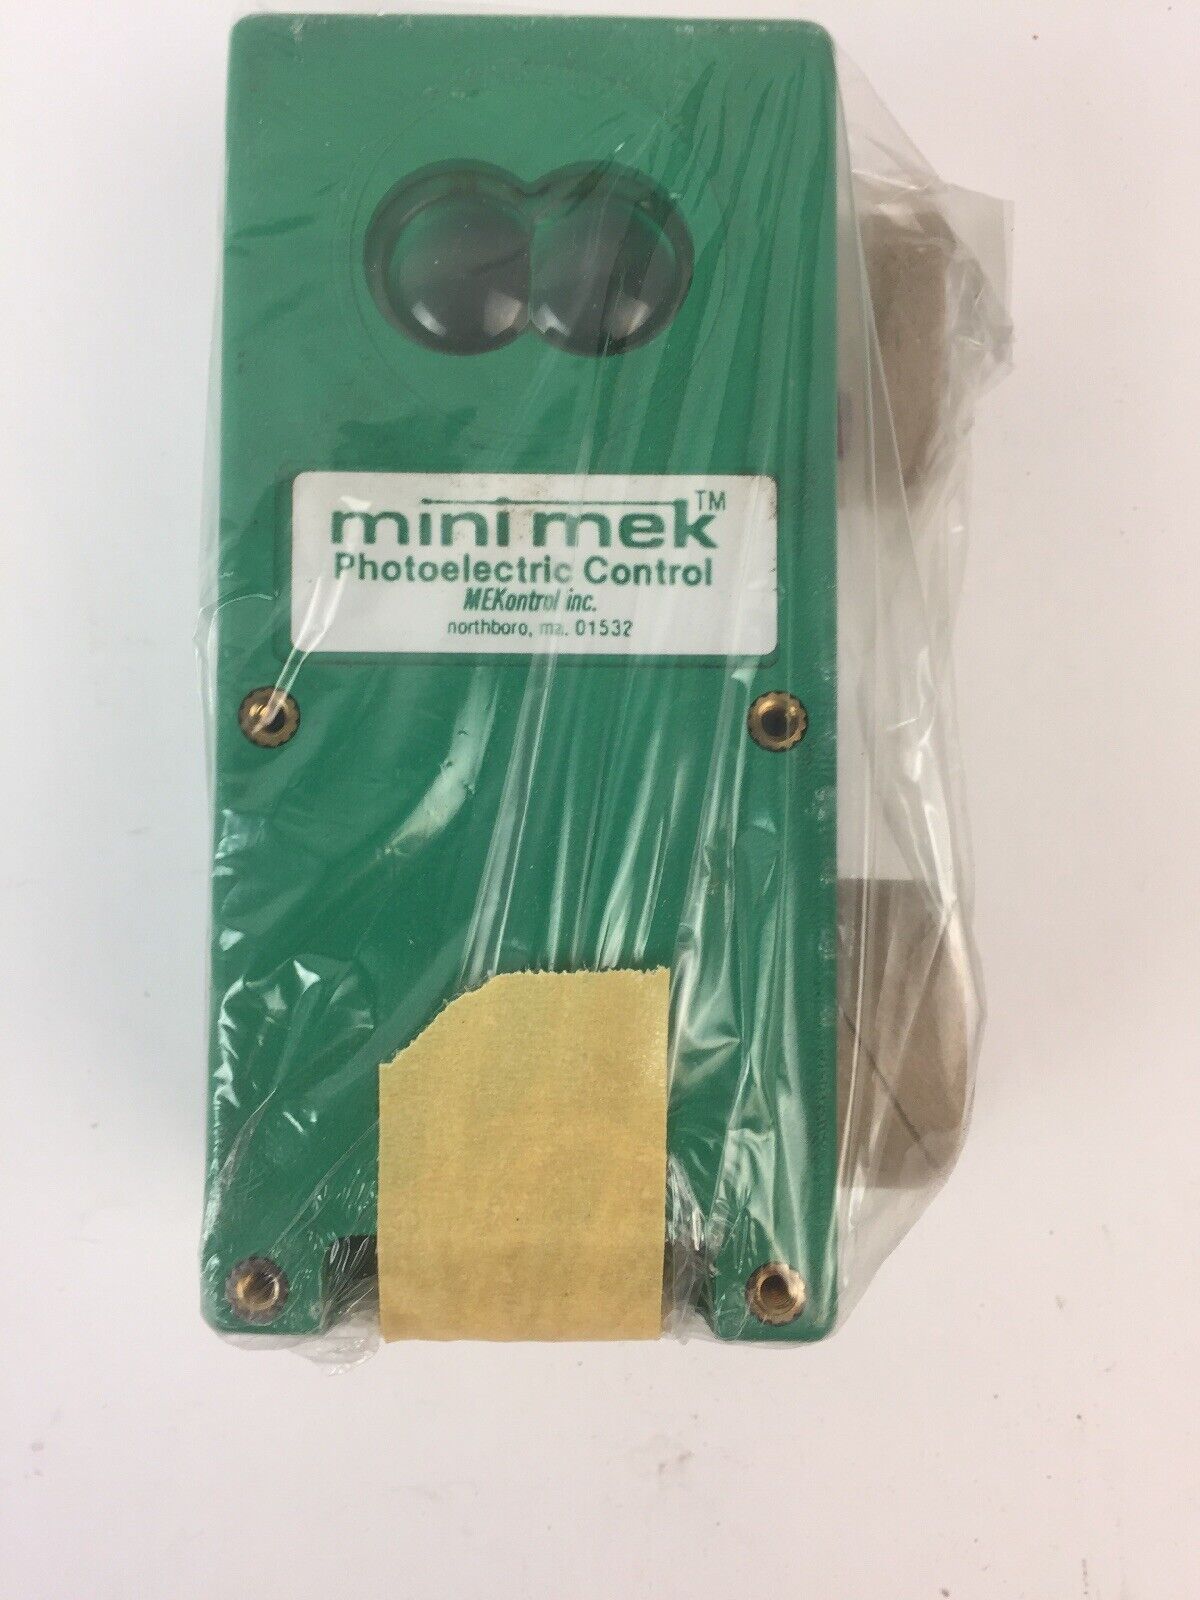 mini mek™
Photoelectric Control
MEKontrol inc.
northboro, ma. 01532